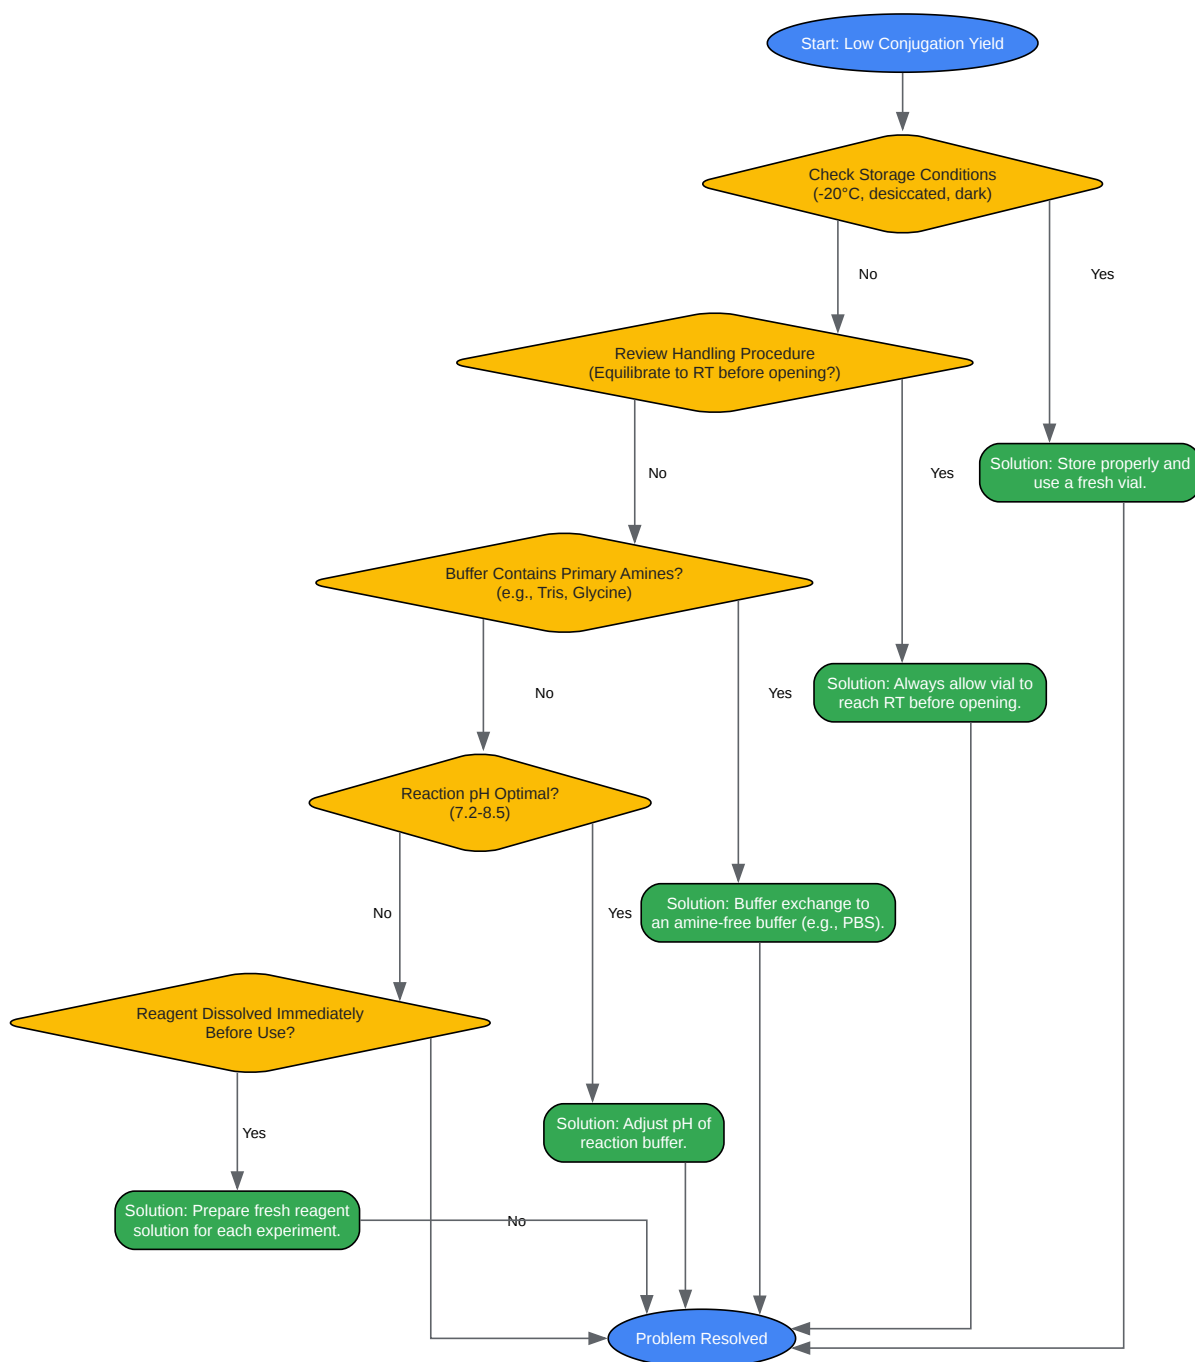 Start: Low Conjugation Yield
Check Storage Conditions
(-20°C, desiccated, dark)
No
Yes
Review Handling Procedure
(Equilibrate to RT before opening?)
No
Yes
Solution: Store properly and
use a fresh vial.
Buffer Contains Primary Amines?
(e.g., Tris, Glycine)
No
Yes
Solution: Always allow vial to
reach RT before opening.
Reaction pH Optimal?
(7.2-8.5)
No
Yes
Solution: Buffer exchange to
an amine-free buffer (e.g., PBS).
Reagent Dissolved Immediately
Before Use?
Yes
Solution: Adjust pH of
reaction buffer.
Solution: Prepare fresh reagent
solution for each experiment.
No
Problem Resolved